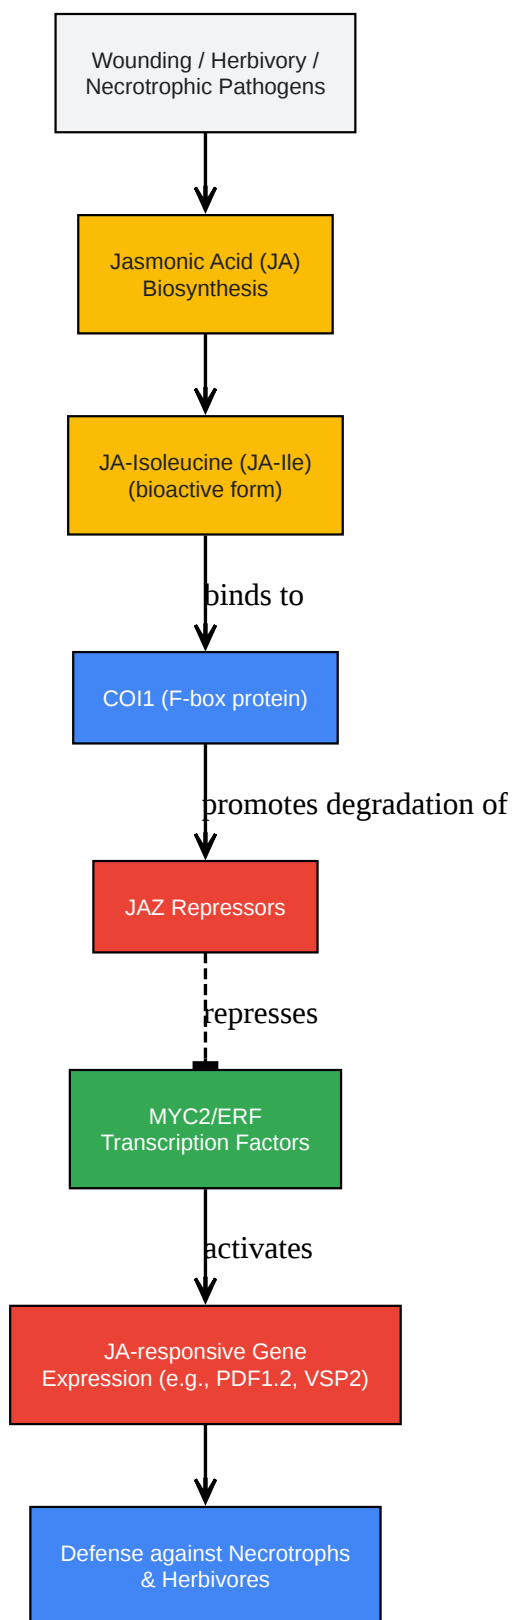 Wounding / Herbivory /
Necrotrophic Pathogens
Jasmonic Acid (JA)
Biosynthesis
JA-Isoleucine (JA-Ile)
(bioactive form)
binds to
COI1 (F-box protein)
promotes degradation of
JAZ Repressors
represses
MYC2/ERF
Transcription Factors
activates
JA-responsive Gene
Expression (e.g., PDF1.2, VSP2)
Defense against Necrotrophs
& Herbivores